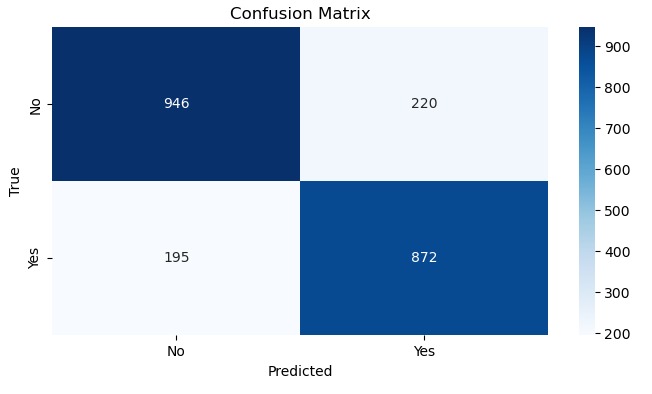 Confusion Matrix
True
No
946
220
Yes
195
872
No
Yes
Predicted
900
800
700
600
500
400
300
200